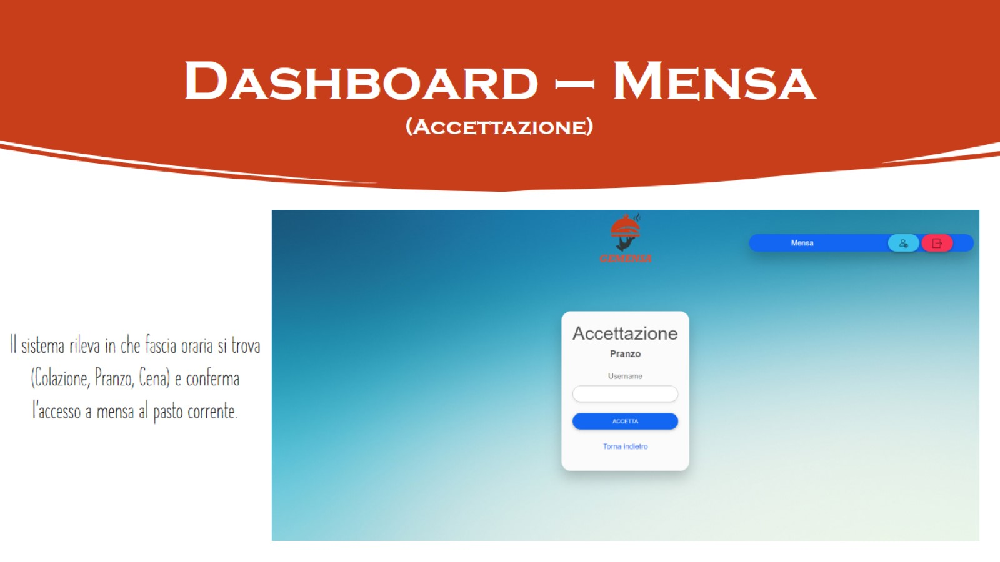 Dashboard – Mensa
(Accettazione)
Il sistema rileva in che fascia oraria si trova
(Colazione, Pranzo, Cena) e conferma
l'accesso a mensa al pasto corrente.
GEMENSA
Mensa
Accettazione
Pranzo
Username
ACCETTA
Torna indietro